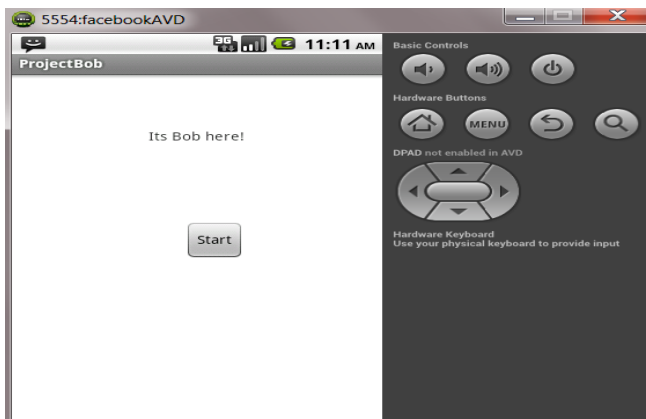 5554:facebookAVD
3G 11:11 AM
ProjectBob
Its Bob here!
Start
Basic Controls
Hardware Buttons
MENU
DPAD not enabled in AVD
Hardware Keyboard
Use your physical keyboard to provide input